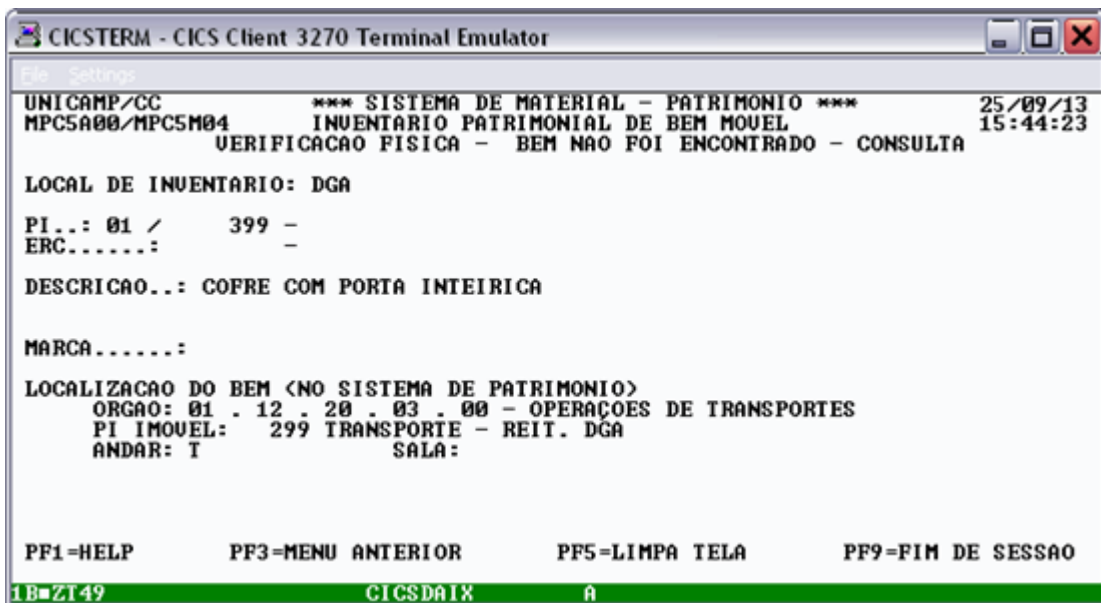 CICSTERM - CICS Client 3270 Terminal Emulator
File Settings
UNICAMP/CC *** SISTEMA DE MATERIAL - PATRIMONIO *** 25/09/13
MPC5A00/MPC5M04 INVENTARIO PATRIMONIAL DE BEM MOVEL 15:44:23
VERIFICACAO FISICA - BEM NAO FOI ENCONTRADO - CONSULTA
LOCAL DE INVENTARIO: DGA
PI..: 01 / 399 -
ERC......: -
DESCRICAO..: COFRE COM PORTA INTEIRICA
MARCA......:
LOCALIZACAO DO BEM (NO SISTEMA DE PATRIMONIO)
ORGAO: 01 . 12 . 20 . 03 . 00 - OPERAÇOES DE TRANSPORTES
PI IMOVEL: 299 TRANSPORTE - REIT. DGA
ANDAR: T SALA:
PF1=HELP PF3=MENU ANTERIOR PF5=LIMPA TELA PF9=FIM DE SESSAO
1B■ZT49 CICSDAIX A